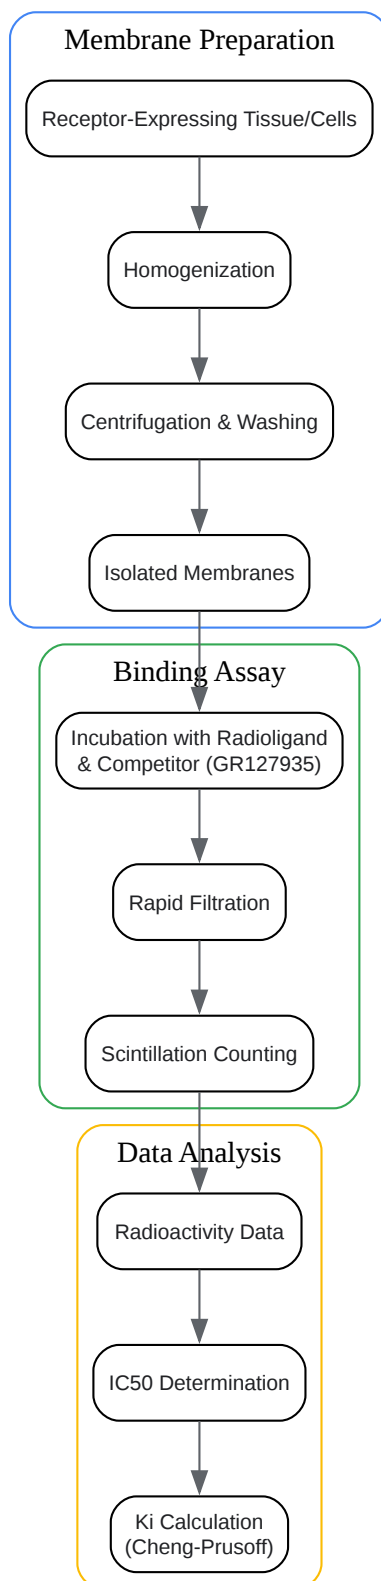 Membrane Preparation
Receptor-Expressing Tissue/Cells
Homogenization
Centrifugation & Washing
Isolated Membranes
Binding Assay
Incubation with Radioligand
& Competitor (GR127935)
Rapid Filtration
Scintillation Counting
Data Analysis
Radioactivity Data
IC50 Determination
Ki Calculation
(Cheng-Prusoff)